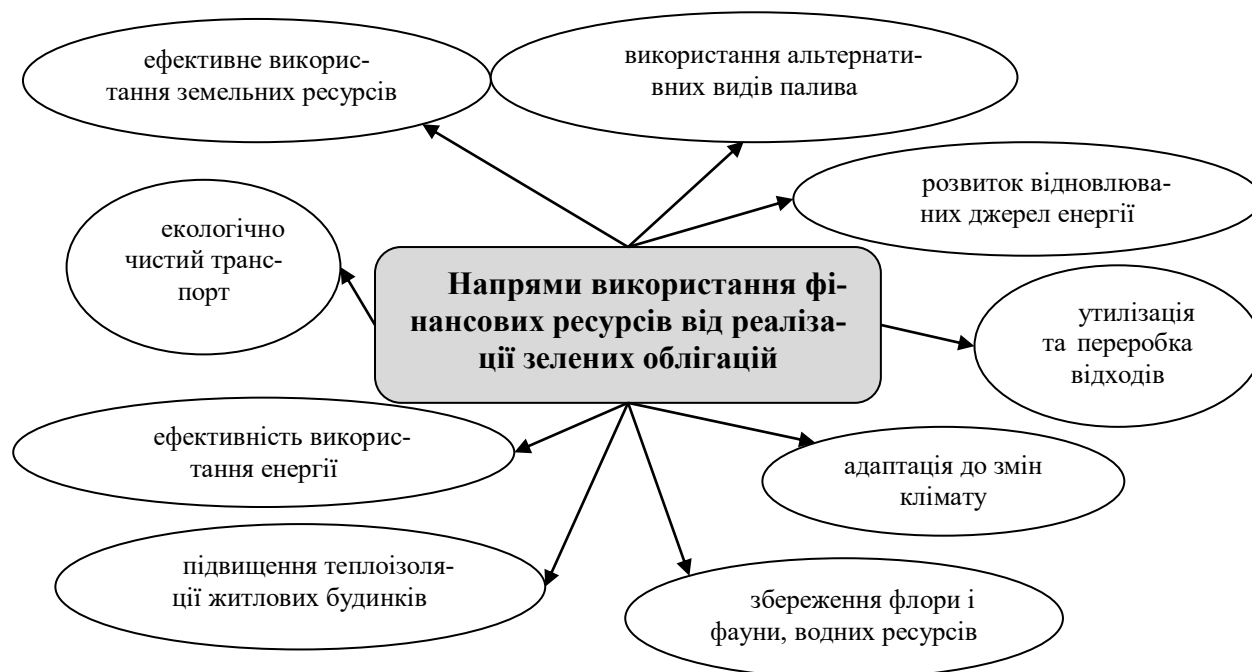 ефективне викорис-
тання земельних ресурсів
використання альтернати-
вних видів палива
розвиток відновлюва-
них джерел енергії
екологічно
чистий транс-
порт
Напрями використання фі-
нансових ресурсів від реаліза-
ції зелених облігацій
утилізація
та переробка
відходів
ефективність викорис-
тання енергії
адаптація до змін
клімату
підвищення теплоізоля-
ції житлових будинків
збереження флори і
фауни, водних ресурсів